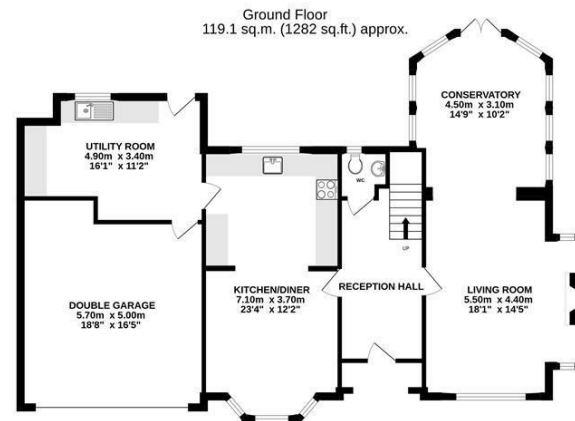 Ground Floor
119.1 sq.m. (1282 sq.ft.) approx.
CONSERVATORY
4.50m x 3.10m
14'9" x 10'2"
UTILITY ROOM
4.90m x 3.40m
16'1" x 11'2"
WC
UP
DOUBLE GARAGE
5.70m x 5.00m
18'8" x 16'5"
KITCHEN/DINER
7.10m x 3.70m
23'4" x 12'2"
RECEPTION HALL
LIVING ROOM
5.50m x 4.40m
18'1" x 14'5"